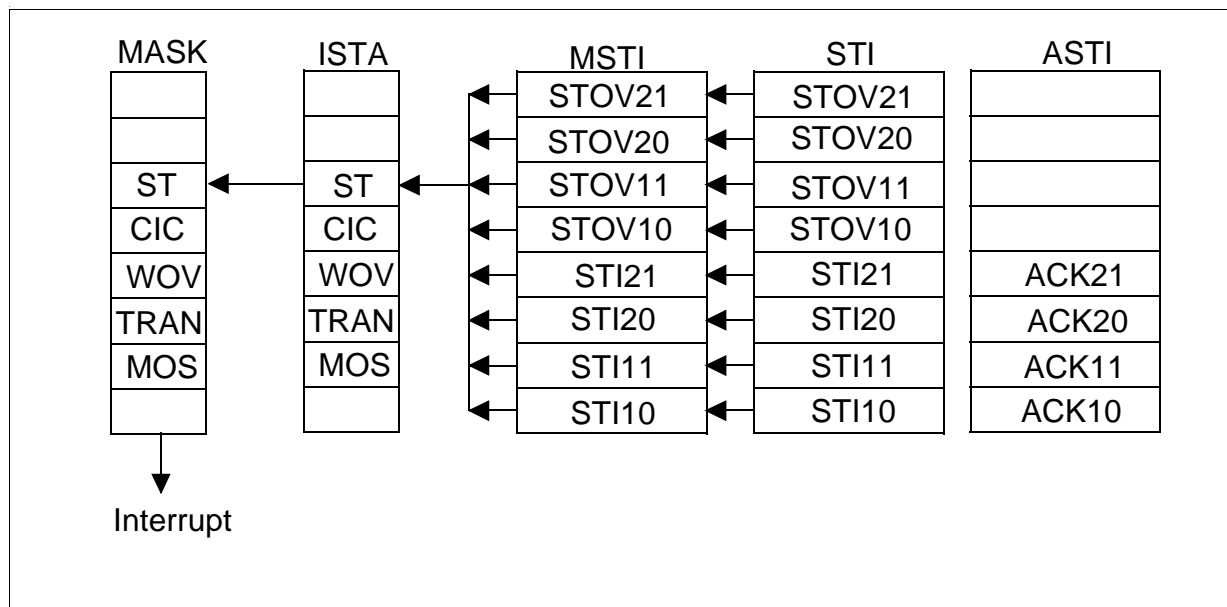 MASK ISTA MSTI STI ASTI
STOV21 STOV21
STOV20 STOV20
ST ST STOV11 STOV11
CIC CIC STOV10 STOV10
WOV WOV STI21 STI21 ACK21
TRAN TRAN STI20 STI20 ACK20
MOS MOS STI11 STI11 ACK11
STI10 STI10 ACK10
Interrupt